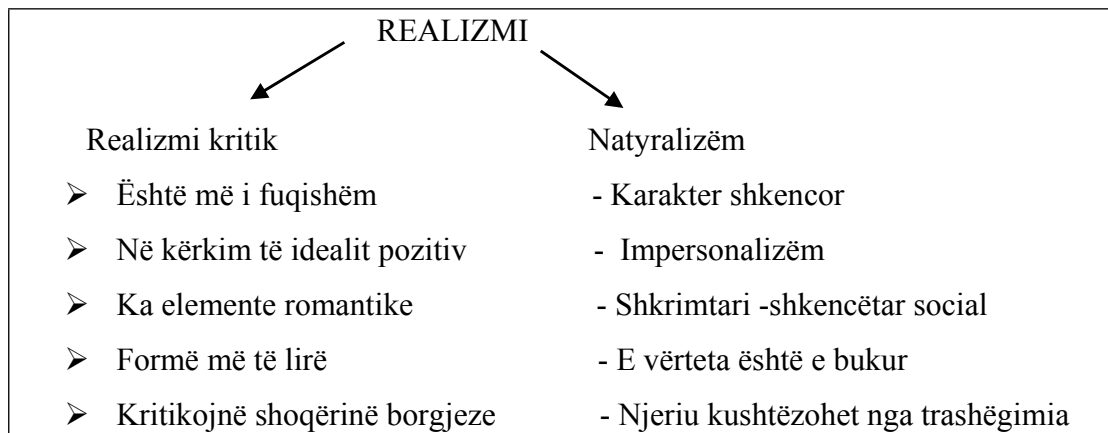 REALIZMI
Realizmi kritik Natyralizëm
➢ Është më i fuqishëm - Karakter shkencor
➢ Në kërkim të idealit pozitiv - Impersonalizëm
➢ Ka elemente romantike - Shkrimtari -shkencëtar social
➢ Formë më të lirë - E vërteta është e bukur
➢ Kritikojnë shoqërinë borgjeze - Njeriu kushtëzohet nga trashëgimia